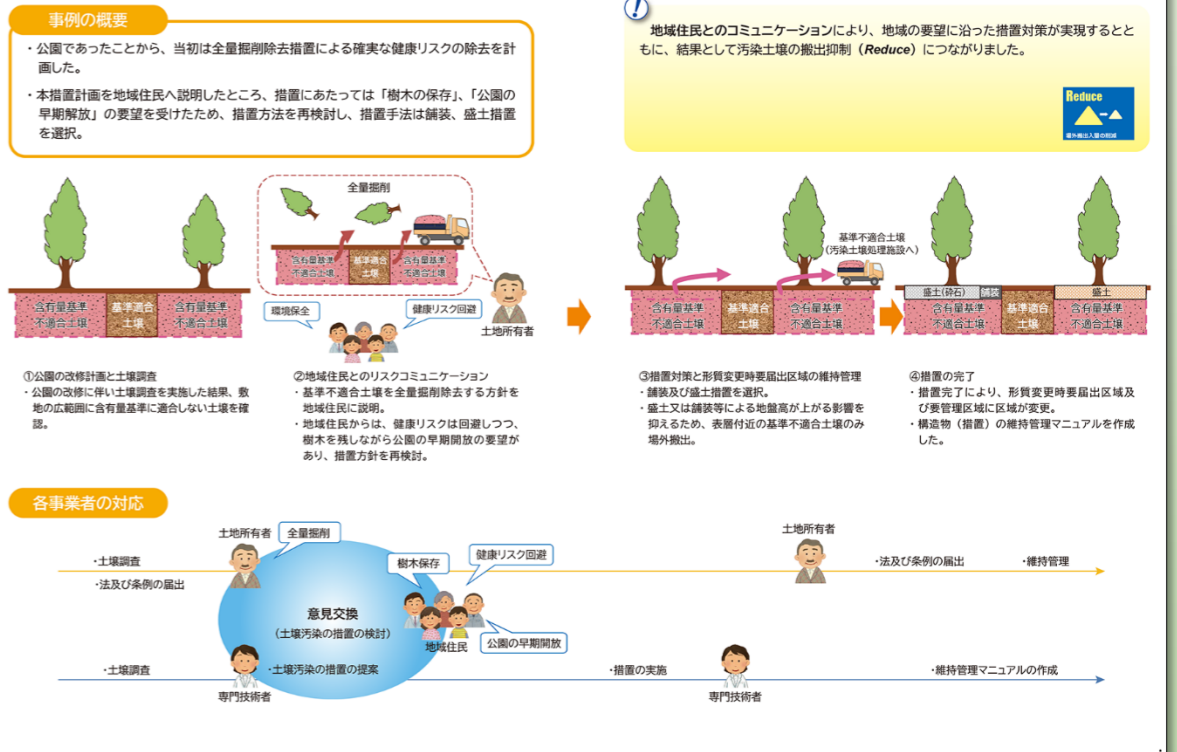 事例の概要
・公園であったことから、当初は全量掘削除去措置による確実な健康リスクの除去を計
画した。
・本措置計画を地域住民へ説明したところ、措置にあたっては「樹木の保存」、「公園の
早期解放」の要望を受けたため、措置方法を再検討し、措置手法は舗装、盛土措置
を選択。
地域住民とのコミュニケーションにより、地域の要望に沿った措置対策が実現するとと
もに、結果として汚染土壌の搬出抑制（Reduce）につながりました。
Reduce
場外搬出入量の削減
含有量基準
不適合土壌
基準適合
土壌
含有量基準
不適合土壌
全量掘削
含有量基準
不適合土壌
基準適合
土壌
含有量基準
不適合土壌
環境保全
健康リスク回避
土地所有者
基準不適合土壌
（汚染土壌処理施設へ）
含有量基準
不適合土壌
基準適合
土壌
含有量基準
不適合土壌
盛土(砕石)
舗装
盛土
含有量基準
不適合土壌
基準適合
土壌
含有量基準
不適合土壌
①公園の改修計画と土壌調査
・公園の改修に伴い土壌調査を実施した結果、敷
地の広範囲に含有量基準に適合しない土壌を確
認。
②地域住民とのリスクコミュニケーション
・基準不適合土壌を全量掘削除去する方針を
地域住民に説明。
・地域住民からは、健康リスクは回避しつつ、
樹木を残しながら公園の早期開放の要望が
あり、措置方針を再検討。
③措置対策と形質変更時要届出区域の維持管理
・舗装及び盛土措置を選択。
・盛土又は舗装等による地盤高が上がる影響を
抑えるため、表層付近の基準不適合土壌のみ
場外搬出。
④措置の完了
・措置完了により、形質変更時要届出区域及
び要管理区域に区域が変更。
・構造物（措置）の維持管理マニュアルを作成
した。
各事業者の対応
土地所有者
全量掘削
樹木保存
健康リスク回避
土地所有者
・土壌調査
・法及び条例の届出
・法及び条例の届出
・維持管理
意見交換
（土壌汚染の措置の検討）
地域住民
公園の早期開放
・土壌調査
・土壌汚染の措置の提案
・措置の実施
・維持管理マニュアルの作成
専門技術者
専門技術者